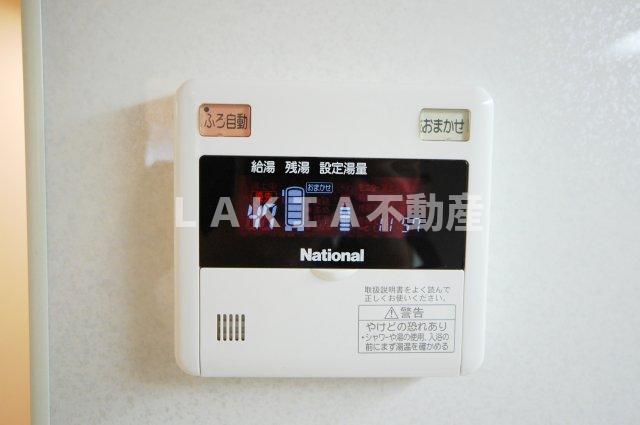 ふろ自動
おまかせ
給湯 残湯 設定湯量
おまかせ
LAKIA不動産
National
取扱説明書をよく読んで
正しくお使いください。
⚠警告
やけどの恐れあり
・シャワーや湯の使用、入浴の
前にまず湯温を確かめる